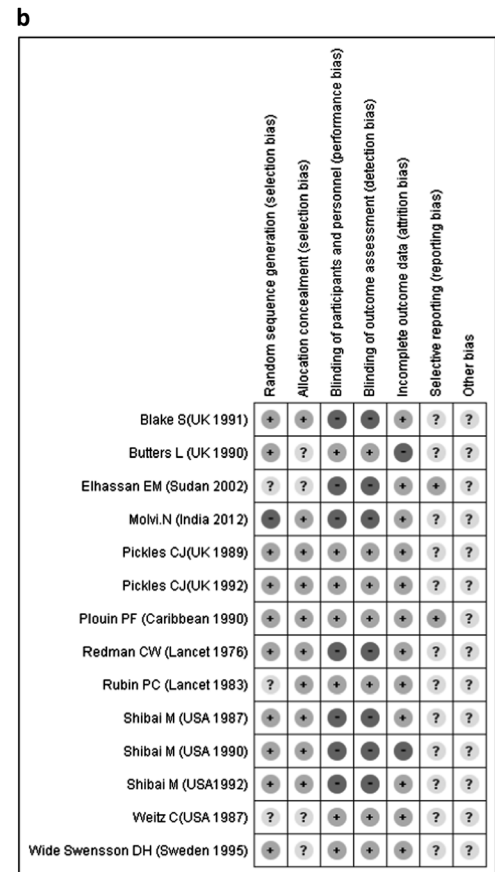 b
Random sequence generation (selection bias)
Allocation concealment (selection bias)
Blinding of participants and personnel (performance bias)
Blinding of outcome assessment (detection bias)
Incomplete outcome data (attrition bias)
Selective reporting (reporting bias)
Other bias
Blake S(UK 1991) + + - - + ? ?
Butters L (UK 1990) + ? + + - ? ?
Elhassan EM (Sudan 2002) ? ? - - + + ?
Molvi.N (India 2012) - + - - + ? ?
Pickles CJ(UK 1989) + + + + + ? ?
Pickles CJ(UK 1992) + + + + + ? ?
Plouin PF (Caribbean 1990) + + + + + + ?
Redman CW (Lancet 1976) + + - - + ? ?
Rubin PC (Lancet 1983) ? + + + + ? ?
Shibai M (USA 1987) + + - - + ? ?
Shibai M (USA 1990) + + - - - ? ?
Shibai M (USA1992) + + - - + ? ?
Weitz C(USA 1987) ? ? + + + ? ?
Wide Swensson DH (Sweden 1995) + ? + + + ? ?